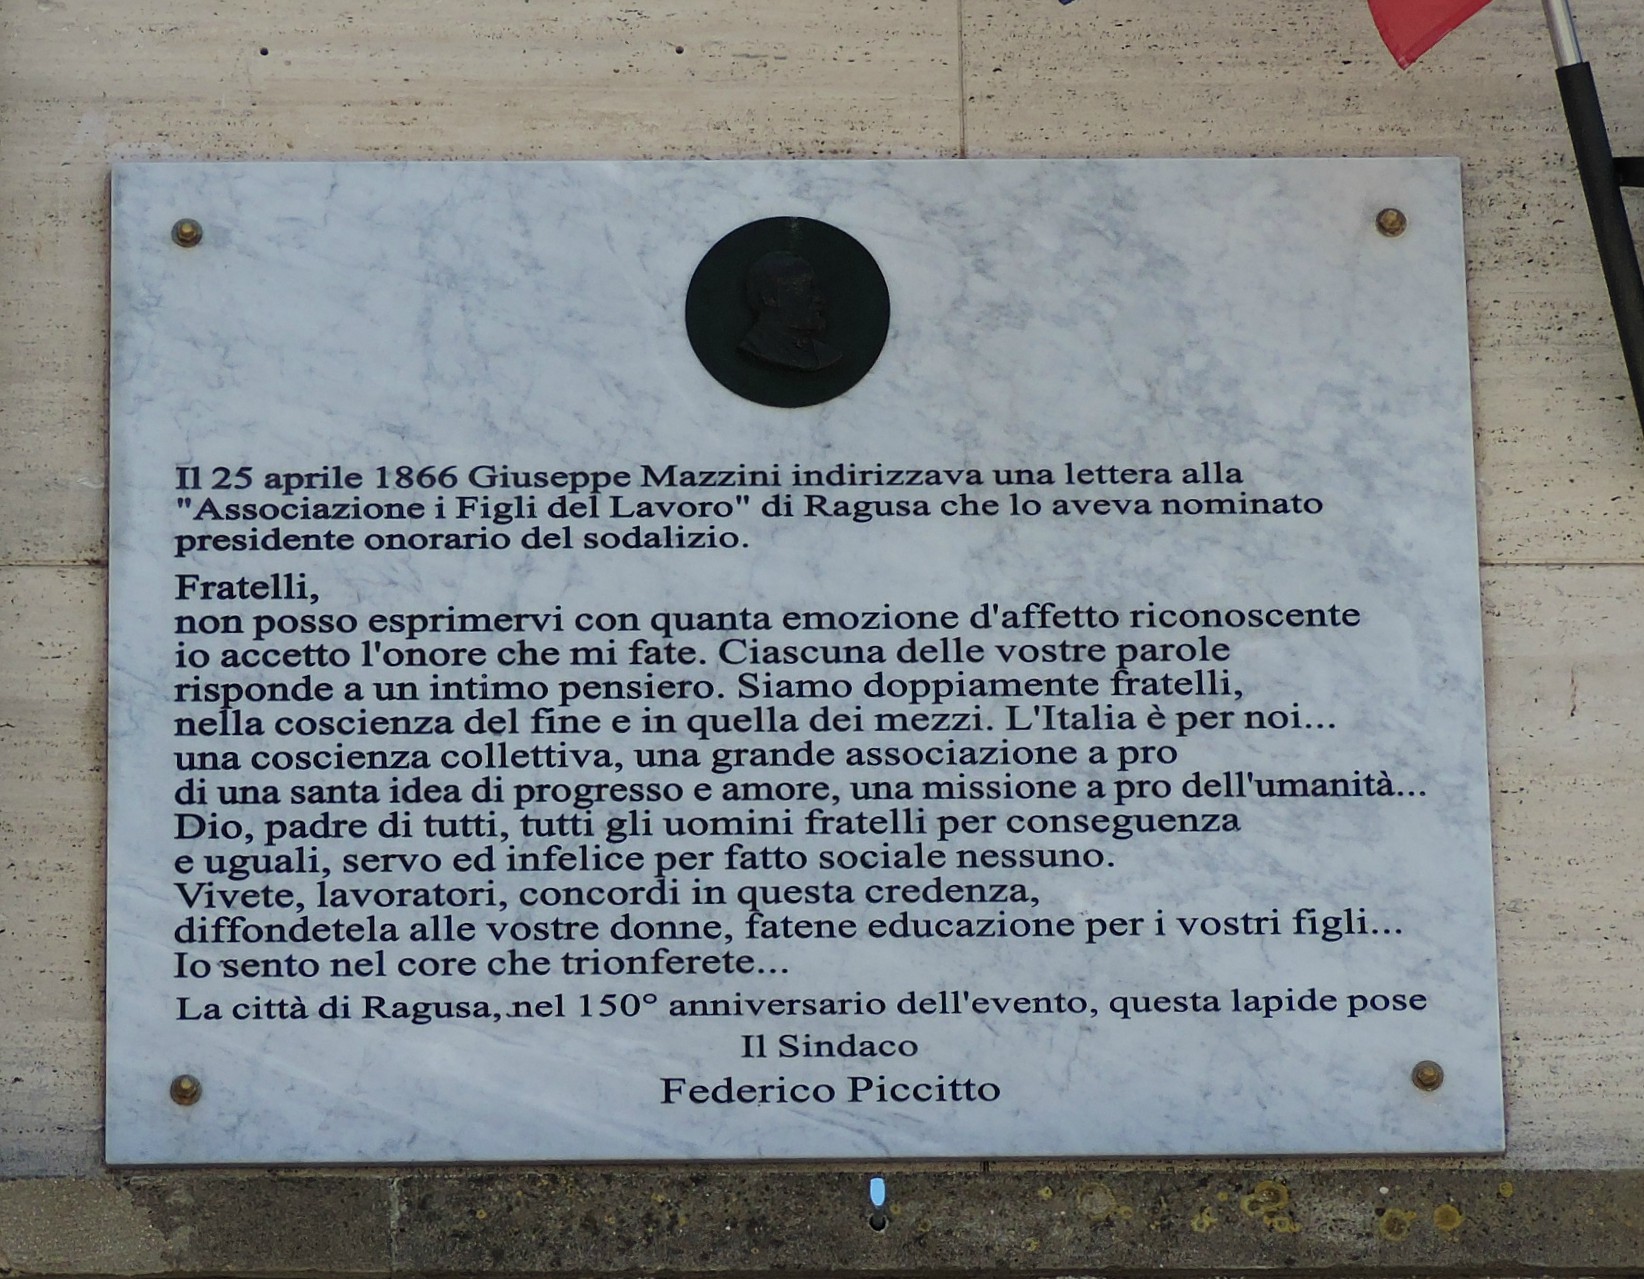 Il 25 aprile 1866 Giuseppe Mazzini indirizzava una lettera alla
"Associazione i Figli del Lavoro" di Ragusa che lo aveva nominato
presidente onorario del sodalizio.
Fratelli,
non posso esprimervi con quanta emozione d'affetto riconoscente
io accetto l'onore che mi fate. Ciascuna delle vostre parole
risponde a un intimo pensiero. Siamo doppiamente fratelli,
nella coscienza del fine e in quella dei mezzi. L'Italia è per noi...
una coscienza collettiva, una grande associazione a pro
di una santa idea di progresso e amore, una missione a pro dell'umanità...
Dio, padre di tutti, tutti gli uomini fratelli per conseguenza
e uguali, servo ed infelice per fatto sociale nessuno.
Vivete, lavoratori, concordi in questa credenza,
diffondetela alle vostre donne, fatene educazione per i vostri figli...
Io sento nel core che trionferete...
La città di Ragusa, nel 150° anniversario dell'evento, questa lapide pose
Il Sindaco
Federico Piccitto